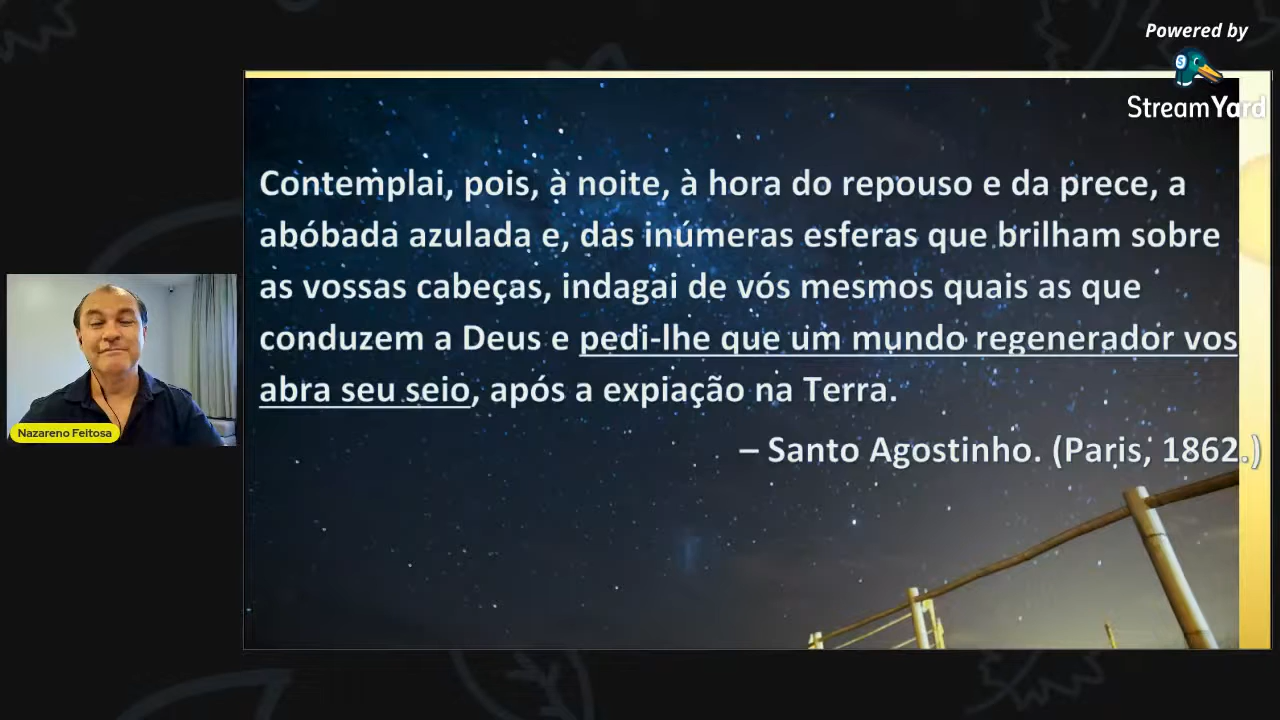 Powered by
StreamYard
Contemplai, pois, à noite, à hora do repouso e da prece, a
abóbada azulada e, das inúmeras esferas que brilham sobre
as vossas cabeças, indagai de vós mesmos quais as que
conduzem a Deus e pedi-lhe que um mundo regenerador vos
abra seu seio, após a expiação na Terra.
– Santo Agostinho. (Paris, 1862.)
Nazareno Feitosa